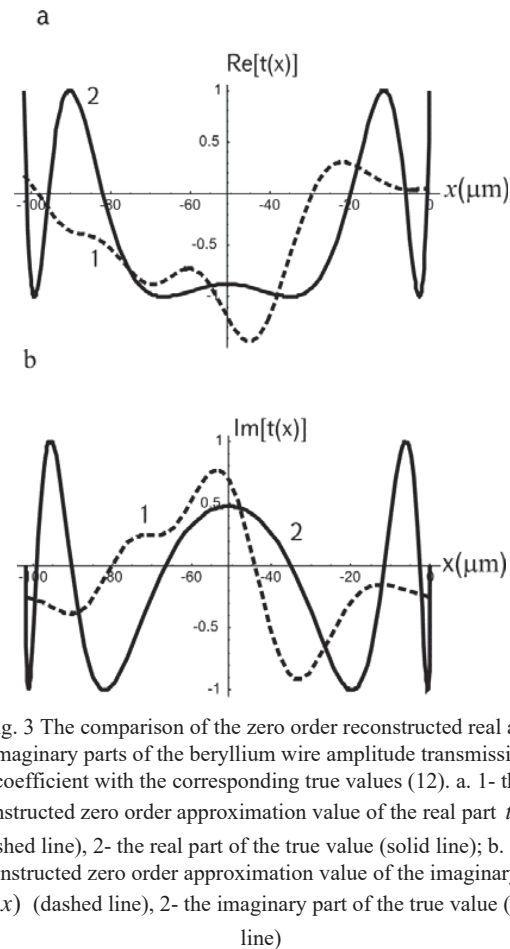 a
Re[t(x)]
1
2
0.5
x(μm)
-100
-80
-60
-40
-20
0
1
-0.5
-1
b
Im[t(x)]
1
1
0.5
2
x(μm)
-100
-80
-60
-40
-20
0
-0.5
-1
g. 3 The comparison of the zero order reconstructed real a
maginary parts of the beryllium wire amplitude transmissi
coefficient with the corresponding true values (12). a. 1- th
nstructed zero order approximation value of the real part t
shed line), 2- the real part of the true value (solid line); b.
nstructed zero order approximation value of the imaginary
x) (dashed line), 2- the imaginary part of the true value (
line)